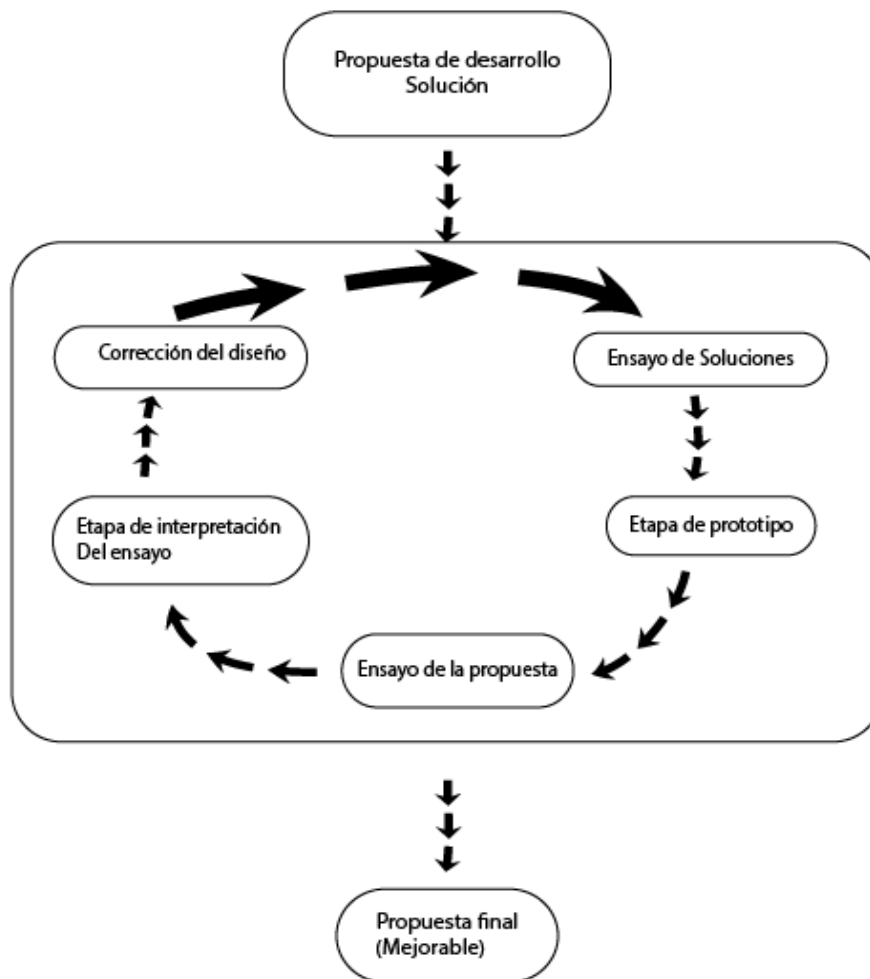 Propuesta de desarrollo
Solución
Corrección del diseño
Ensayo de Soluciones
Etapa de interpretación
Del ensayo
Etapa de prototipo
Ensayo de la propuesta
Propuesta final
(Mejorable)